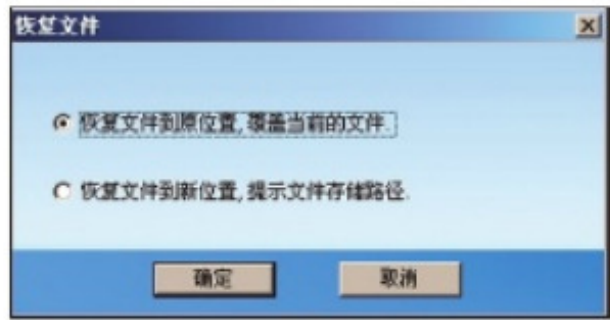 恢复文件
恢复文件到原位置,覆盖当前的文件.
恢复文件到新位置,提示文件存储路径.
确定
取消